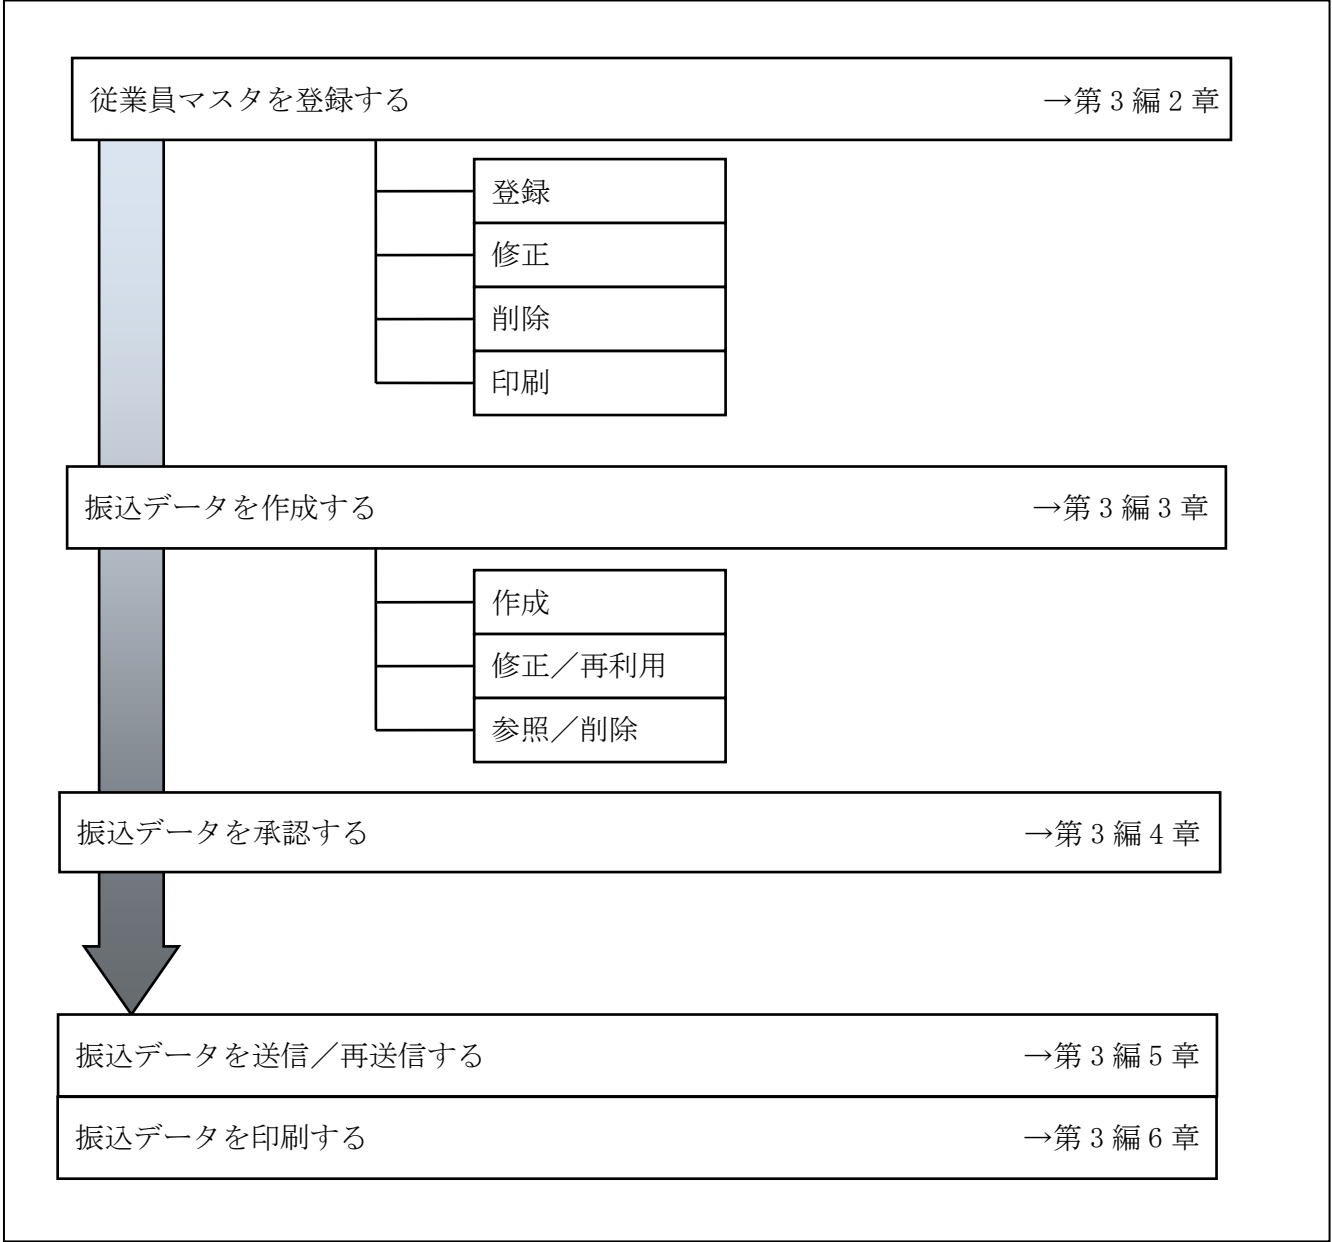 従業員マスタを登録する →第3編2章
登録
修正
削除
印刷
振込データを作成する →第3編3章
作成
修正／再利用
参照／削除
振込データを承認する →第3編4章
振込データを送信／再送信する →第3編5章
振込データを印刷する →第3編6章